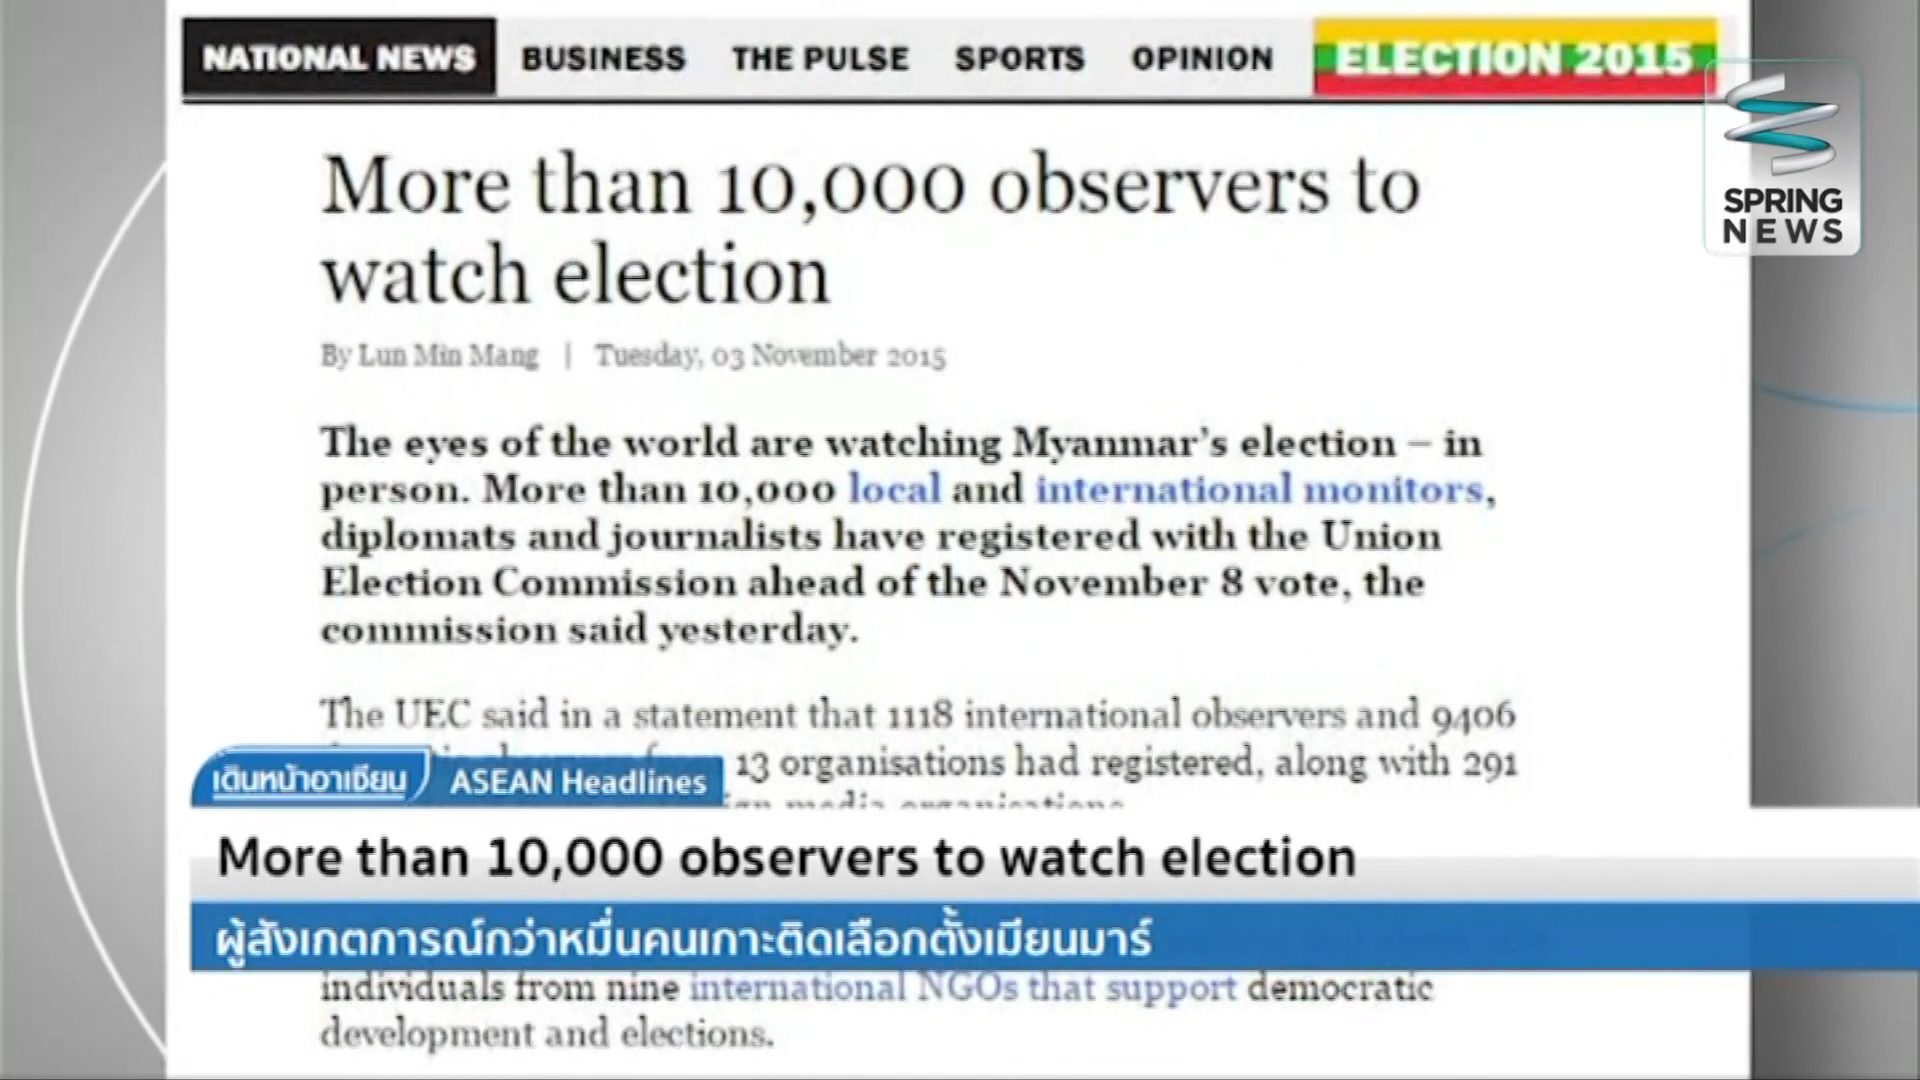 NATIONAL NEWS BUSINESS THE PULSE SPORTS OPINION ELECTION 2015
SPRING
NEWS
More than 10,000 observers to
watch election
By Lun Min Mang | Tuesday, 03 November 2015
The eyes of the world are watching Myanmar's election – in
person. More than 10,000 local and international monitors,
diplomats and journalists have registered with the Union
Election Commission ahead of the November 8 vote, the
commission said yesterday.
The UEC said in a statement that 1118 international observers and 9406
13 organisations had registered, along with 291
media organisations
เดินหน้าอาเซียน ASEAN Headlines
More than 10,000 observers to watch election
ผู้สังเกตการณ์กว่าหมื่นคนเกาะติดเลือกตั้งเมียนมาร์
individuals from nine international NGOs that support democratic
development and elections.